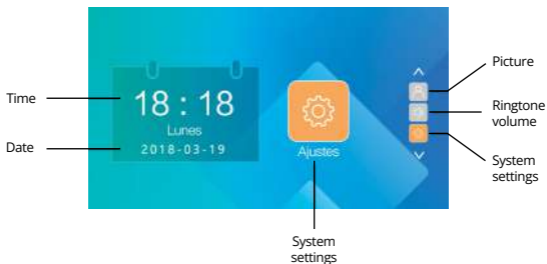 Picture
Time
18 : 18
Ringtone
volume
Lunes
Date
2018-03-19
Ajustes
System
settings
System
settings